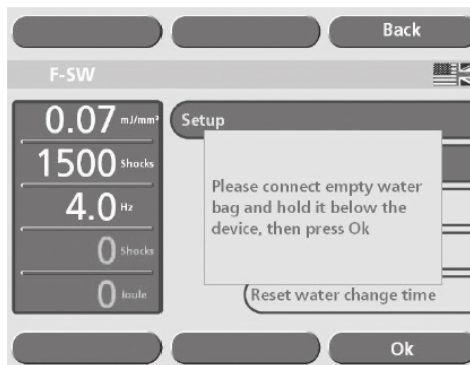 Back
F-SW
0.07 mJ/mm²
1500 Shocks
4.0 Hz
0 Shocks
0 Joule
Setup
Please connect empty water
bag and hold it below the
device, then press Ok
Reset water change time
Ok